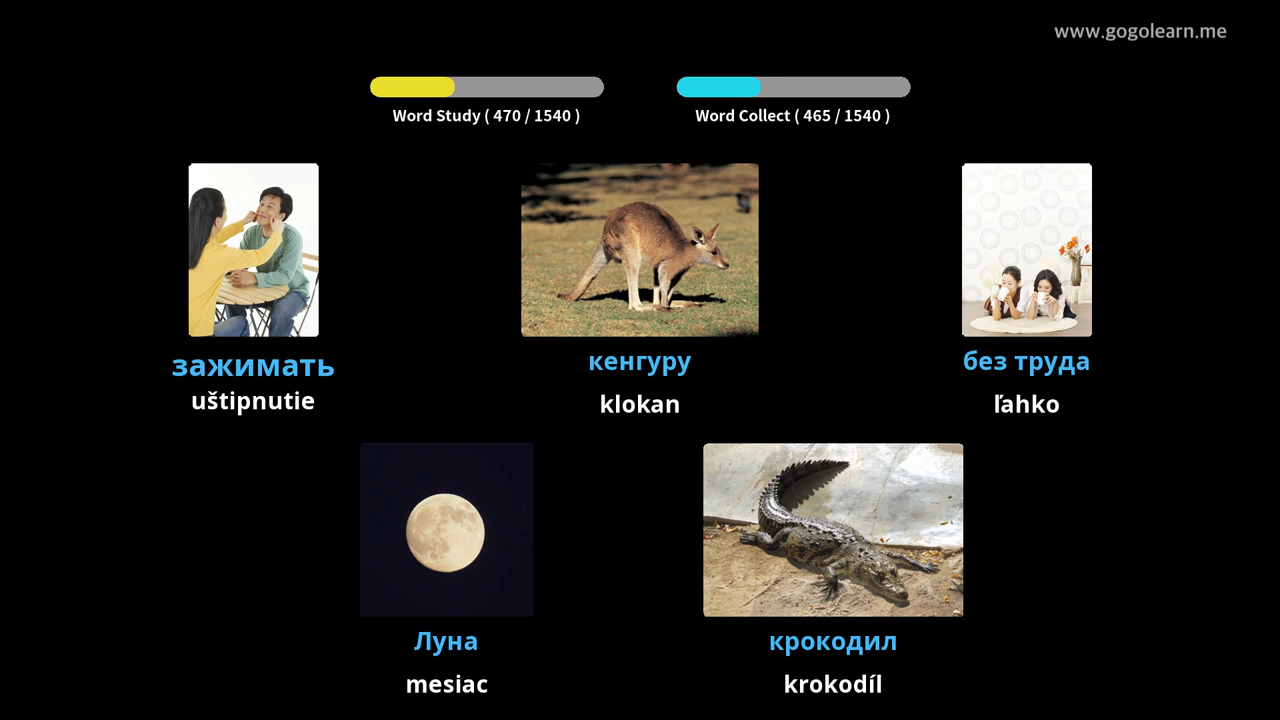 www.gogolearn.me
Word Study ( 470 / 1540 )
Word Collect ( 465 / 1540 )
зажимать
uštipnutie
кенгуру
klokan
без труда
ľahko
Луна
mesiac
крокодил
krokodíl